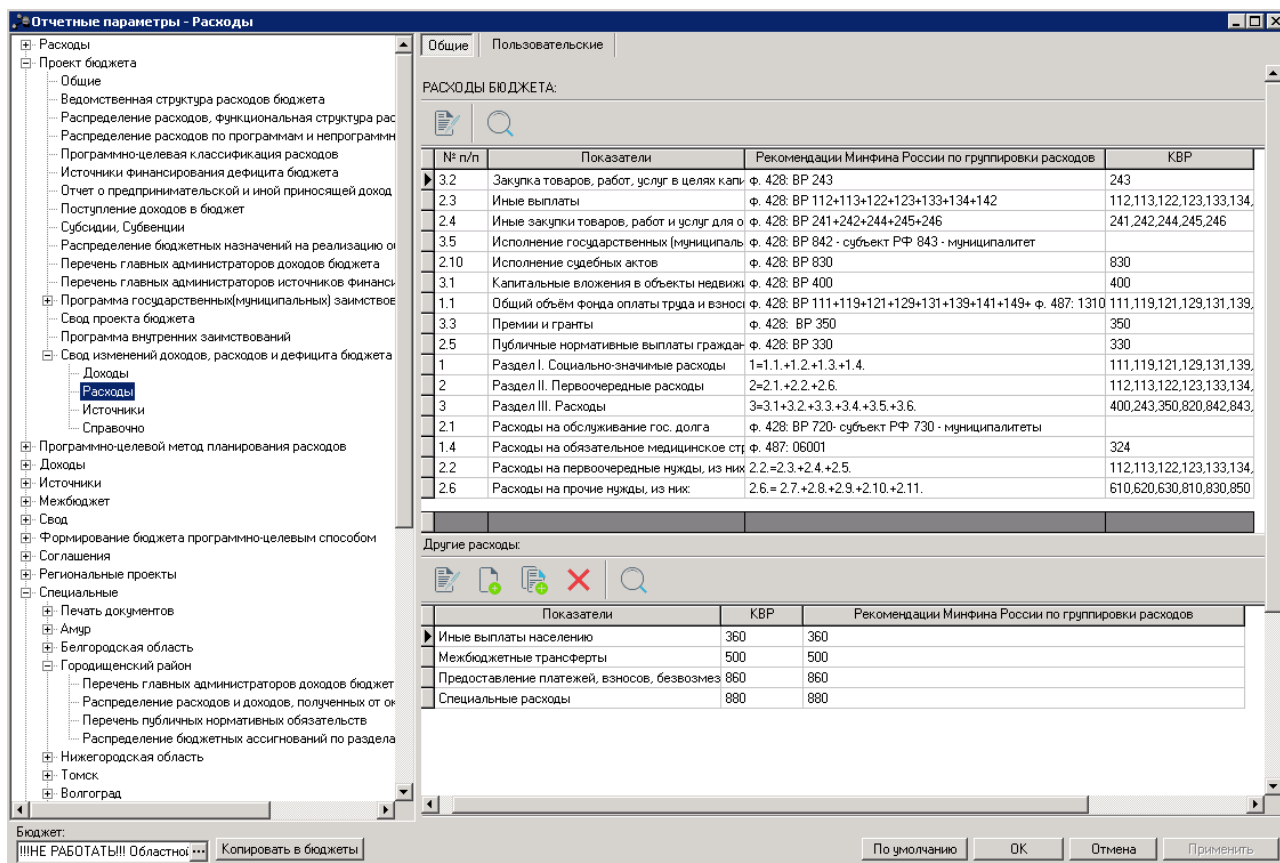 Отчетные параметры - Расходы
Расходы
Проект бюджета
Общие
Ведомственная структура расходов бюджета
Распределение расходов, функциональная структура рас
Распределение расходов по программам и непрограммн
Программно-целевая классификация расходов
Источники финансирования дефицита бюджета
Отчет о предпринимательской и иной приносящей доход
Поступление доходов в бюджет
Субсидии, Субвенции
Распределение бюджетных назначений на реализацию о
Перечень главных администраторов доходов бюджета
Перечень главных администраторов источников финанси
Программа государственных(муниципальных) заимствов
Свод проекта бюджета
Программа внутренних заимствований
Свод изменений доходов, расходов и дефицита бюджета
Доходы
Расходы
Источники
Справочно
Программно-целевой метод планирования расходов
Доходы
Источники
Межбюджет
Свод
Формирование бюджета программно-целевым способом
Соглашения
Региональные проекты
Специальные
Печать документов
Амур
Белгородская область
Городищенский район
Перечень главных администраторов доходов бюджет
Распределение расходов и доходов, полученных от ок
Перечень публичных нормативных обязательств
Распределение бюджетных ассигнований по раздела
Нижегородская область
Томск
Волгоград
Общие Пользовательские
РАСХОДЫ БЮДЖЕТА:
№ п/п Показатели Рекомендации Минфина России по группировки расходов КВР
3.2 Закупка товаров, работ, услуг в целях капи ф. 428: ВР 243 243
2.3 Иные выплаты ф. 428: ВР 112+113+122+123+133+134+142 112,113,122,123,133,134,
2.4 Иные закупки товаров, работ и услуг для о ф. 428: ВР 241+242+244+245+246 241,242,244,245,246
3.5 Исполнение государственных (муниципаль ф. 428: ВР 842 - субъект РФ 843 - муниципалитет
2.10 Исполнение судебных актов ф. 428: ВР 830 830
3.1 Капитальные вложения в объекты недвижи ф. 428: ВР 400 400
1.1 Общий объём фонда оплаты труда и взнос ф. 428: ВР 111+119+121+129+131+139+141+149+ ф. 487: 1310 111,119,121,129,131,139,
3.3 Премии и гранты ф. 428: ВР 350 350
2.5 Публичные нормативные выплаты граждан ф. 428: ВР 330 330
1 Раздел I. Социально-значимые расходы 1=1.1.+1.2.+1.3.+1.4. 111,119,121,129,131,139,
2 Раздел II. Первоочередные расходы 2=2.1.+2.2.+2.6. 112,113,122,123,133,134,
3 Раздел III. Расходы 3=3.1+3.2.+3.3.+3.4.+3.5.+3.6. 400,243,350,820,842,843,
2.1 Расходы на обслуживание гос. долга ф. 428: ВР 720- субъект РФ 730 - муниципалитеты
1.4 Расходы на обязательное медицинское стр ф. 487: 06001 324
2.2 Расходы на первоочередные нужды, из них 2.2.=2.3.+2.4.+2.5. 112,113,122,123,133,134,
2.6 Расходы на прочие нужды, из них: 2.6.= 2.7.+2.8.+2.9.+2.10.+2.11. 610,620,630,810,830,850
Другие расходы:
Показатели КВР Рекомендации Минфина России по группировки расходов
Иные выплаты населению 360 360
Межбюджетные трансферты 500 500
Предоставление платежей, взносов, безвозмез 860 860
Специальные расходы 880 880
Бюджет:
!!!НЕ РАБОТАТЬ!!! Областной ... Копировать в бюджеты По умолчанию OK Отмена Применить